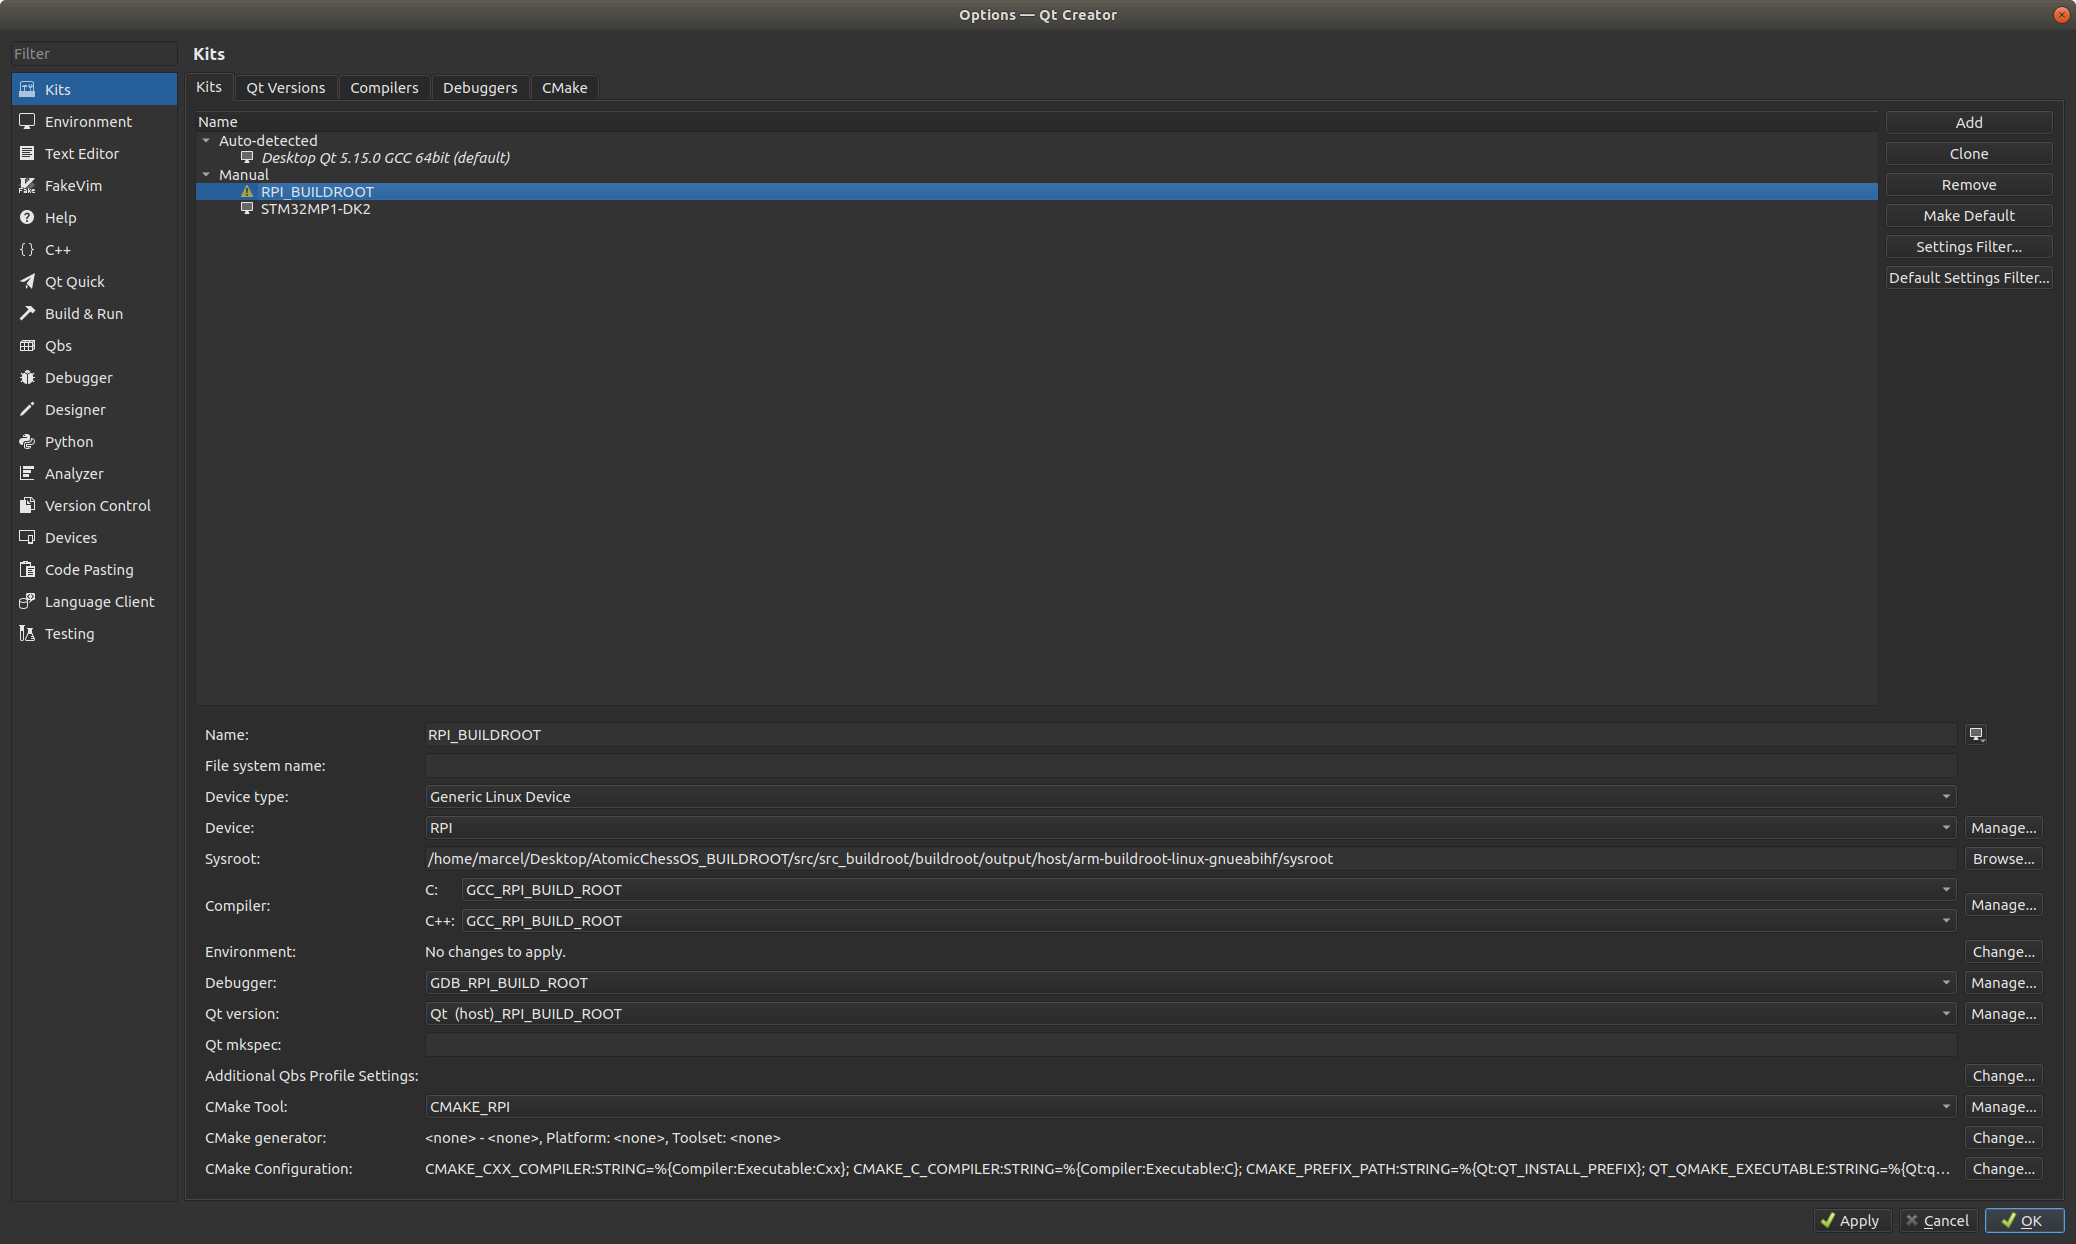 Options — Qt Creator
Filter
Kits
Environment
Text Editor
FakeVim
Help
C++
Qt Quick
Build & Run
Qbs
Debugger
Designer
Python
Analyzer
Version Control
Devices
Code Pasting
Language Client
Testing
Kits
Kits Qt Versions Compilers Debuggers CMake
Name
Auto-detected
Desktop Qt 5.15.0 GCC 64bit (default)
Manual
RPI_BUILDROOT
STM32MP1-DK2
Add
Clone
Remove
Make Default
Settings Filter...
Default Settings Filter...
Name: RPI_BUILDROOT
File system name:
Device type: Generic Linux Device
Device: RPI Manage...
Sysroot: /home/marcel/Desktop/AtomicChessOS_BUILDROOT/src/src_buildroot/buildroot/output/host/arm-buildroot-linux-gnueabihf/sysroot Browse...
Compiler: C: GCC_RPI_BUILD_ROOT
C++: GCC_RPI_BUILD_ROOT Manage...
Environment: No changes to apply. Change...
Debugger: GDB_RPI_BUILD_ROOT Manage...
Qt version: Qt (host)_RPI_BUILD_ROOT Manage...
Qt mkspec:
Additional Qbs Profile Settings: Change...
CMake Tool: CMAKE_RPI Manage...
CMake generator: <none> - <none>, Platform: <none>, Toolset: <none> Change...
CMake Configuration: CMAKE_CXX_COMPILER:STRING=%{Compiler:Executable:Cxx}; CMAKE_C_COMPILER:STRING=%{Compiler:Executable:C}; CMAKE_PREFIX_PATH:STRING=%{Qt:QT_INSTALL_PREFIX}; QT_QMAKE_EXECUTABLE:STRING=%{Qt:q... Change...
Apply Cancel OK